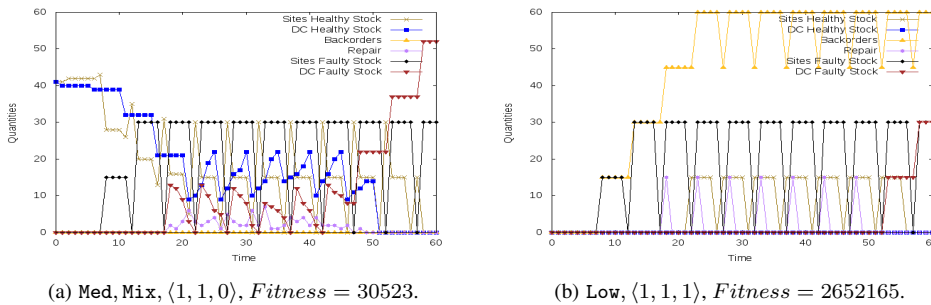 60
50
40
30
20
10
0
Quantities
0 10 20 30 40 50 60
Time
Sites Healthy Stock
DC Healthy Stock
Backorders
Repair
Sites Faulty Stock
DC Faulty Stock
(a) Med, Mix, ⟨1, 1, 0⟩, Fitness = 30523.
60
50
40
30
20
10
0
Quantities
0 10 20 30 40 50 60
Time
Sites Healthy Stock
DC Healthy Stock
Backorders
Repair
Sites Faulty Stock
DC Faulty Stock
(b) Low, ⟨1, 1, 1⟩, Fitness = 2652165.